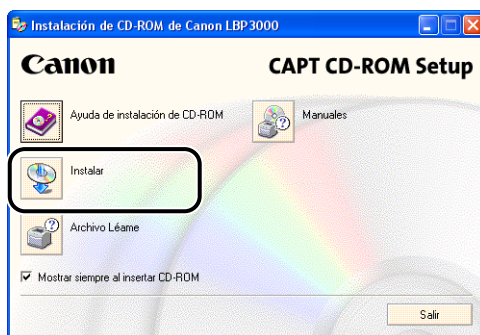 Instalación de CD-ROM de Canon LBP3000
Canon
CAPT CD-ROM Setup
Ayuda de instalación de CD-ROM
Manuales
Instalar
Archivo Léame
Mostrar siempre al insertar CD-ROM
Salir